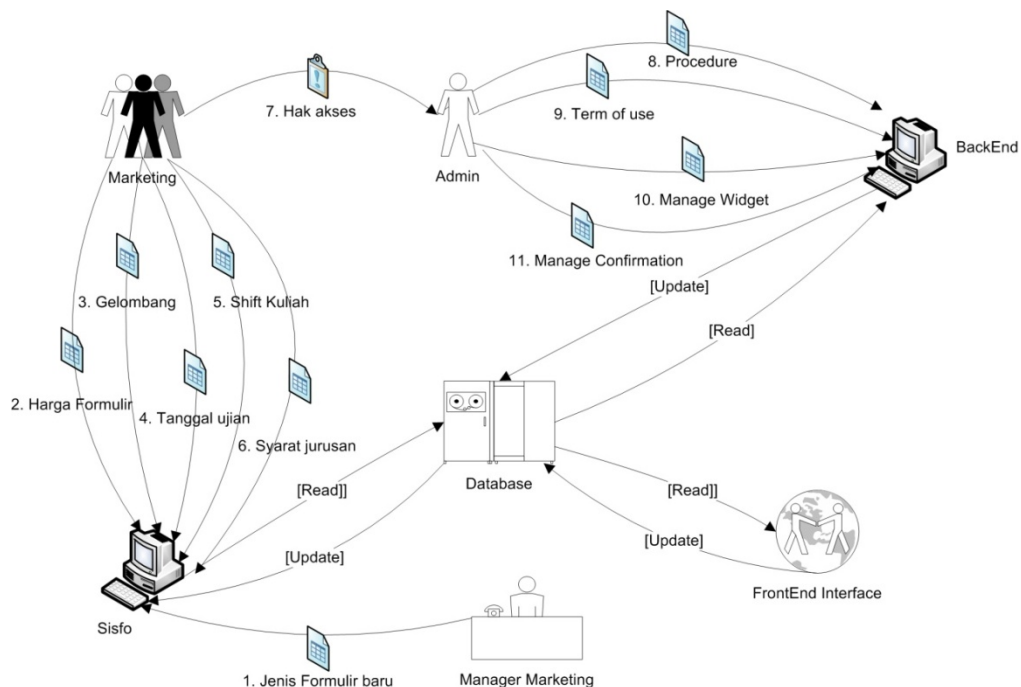 8. Procedure
7. Hak akses
9. Term of use
BackEnd
Marketing
Admin
10. Manage Widget
11. Manage Confirmation
[Update]
3. Gelombang
5. Shift Kuliah
[Read]
2. Harga Formulir
4. Tanggal ujian
6. Syarat jurusan
Database
[Read]]
[Read]]
[Update]
[Update]
FrontEnd Interface
Sisfo
1. Jenis Formulir baru
Manager Marketing